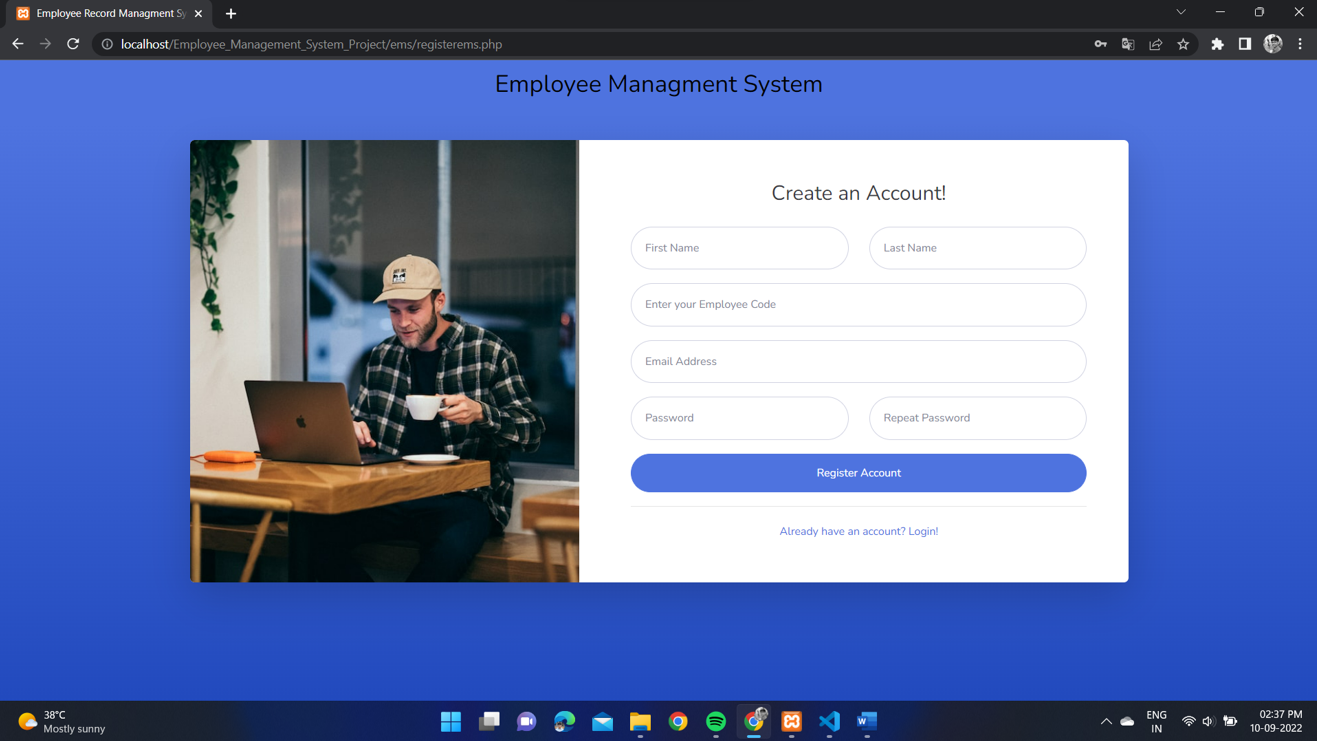 Employee Record Managment Sy
localhost/Employee_Management_System_Project/ems/registerems.php
Employee Managment System
Create an Account!
First Name
Last Name
Enter your Employee Code
Email Address
Password
Repeat Password
Register Account
Already have an account? Login!
38°C
Mostly sunny
ENG
IN
02:37 PM
10-09-2022